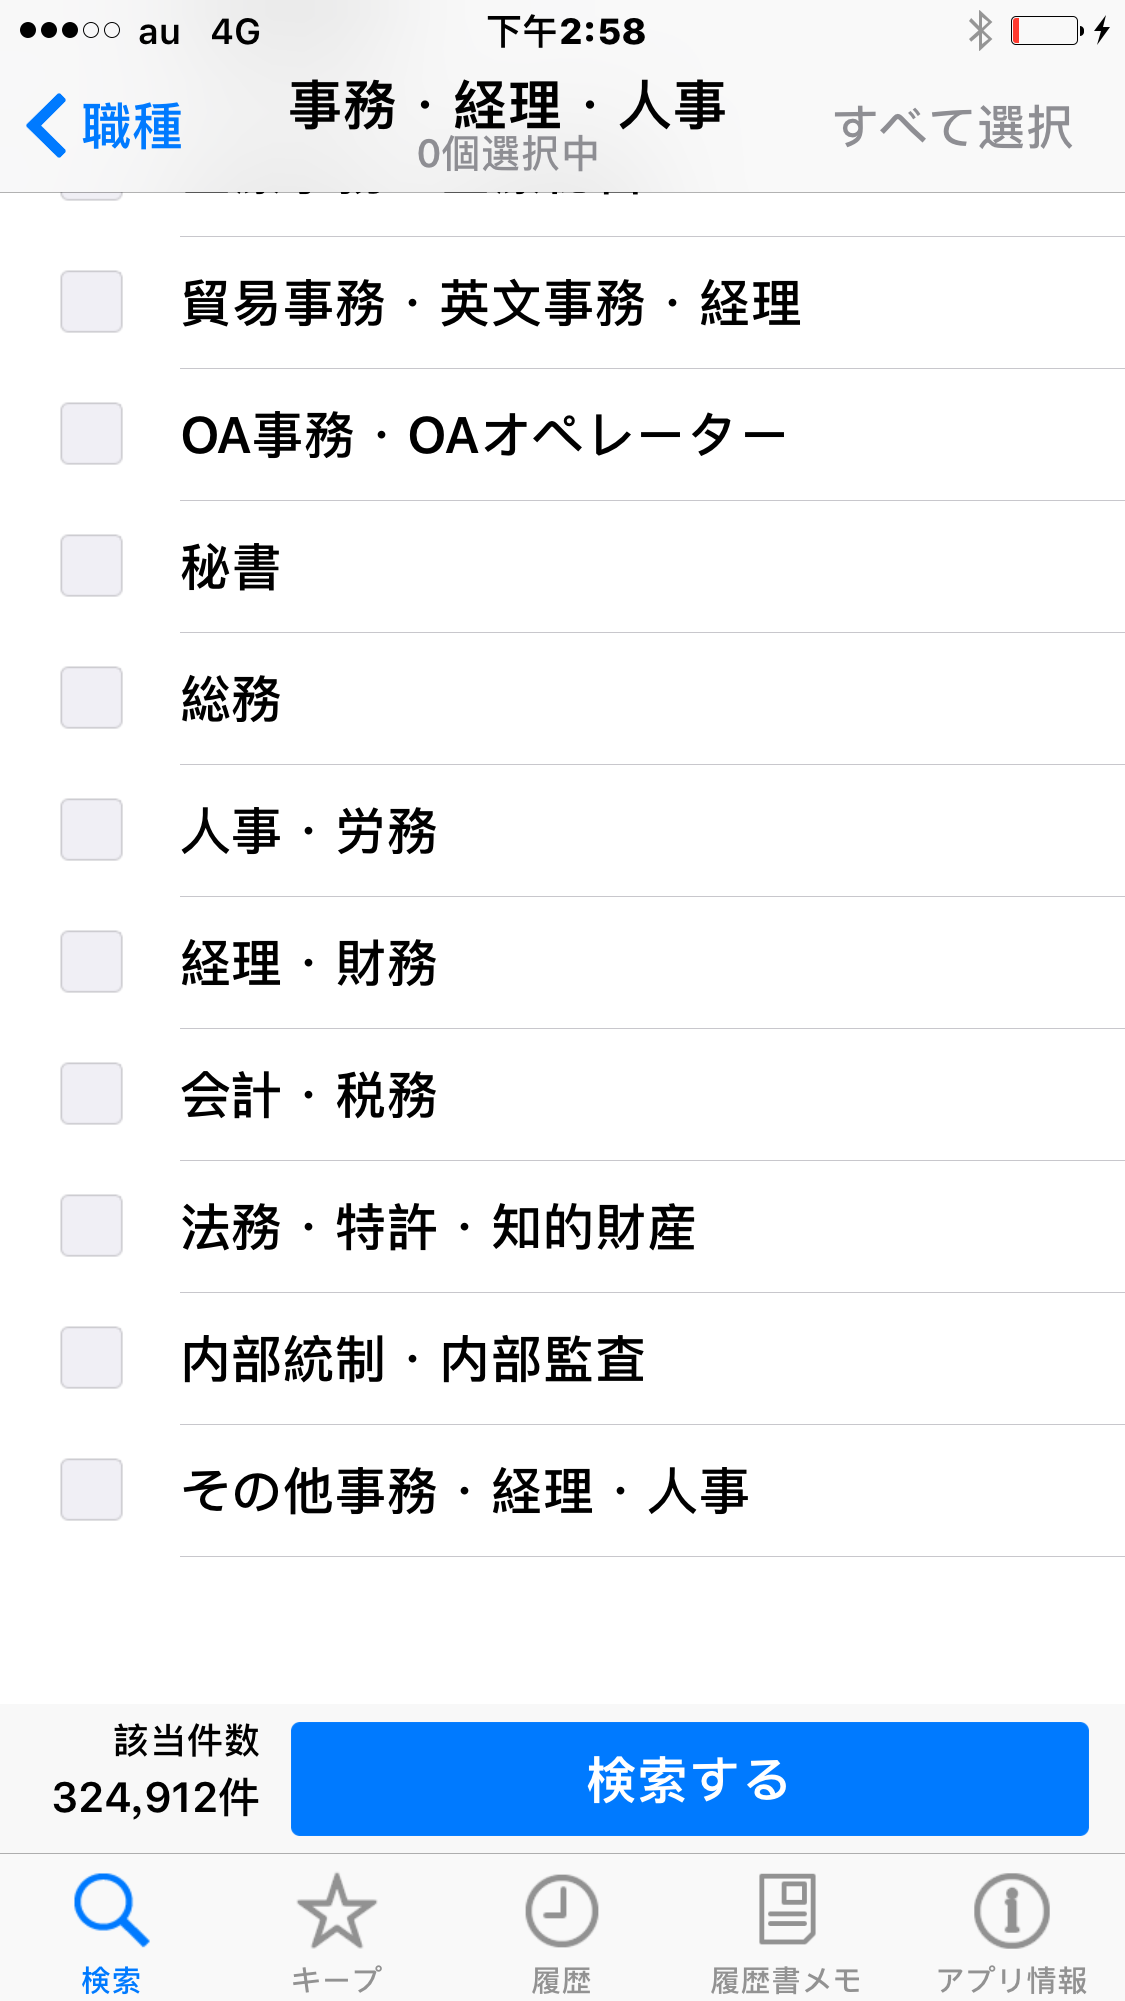 au 4G 下午2:58
職種
事務・経理・人事
0個選択中
すべて選択
貿易事務・英文事務・経理
OA事務・OAオペレーター
秘書
総務
人事・労務
経理・財務
会計・税務
法務・特許・知的財産
内部統制・内部監査
その他事務・経理・人事
該当件数
324,912件
検索する
検索
キープ
履歴
履歴書メモ
アプリ情報